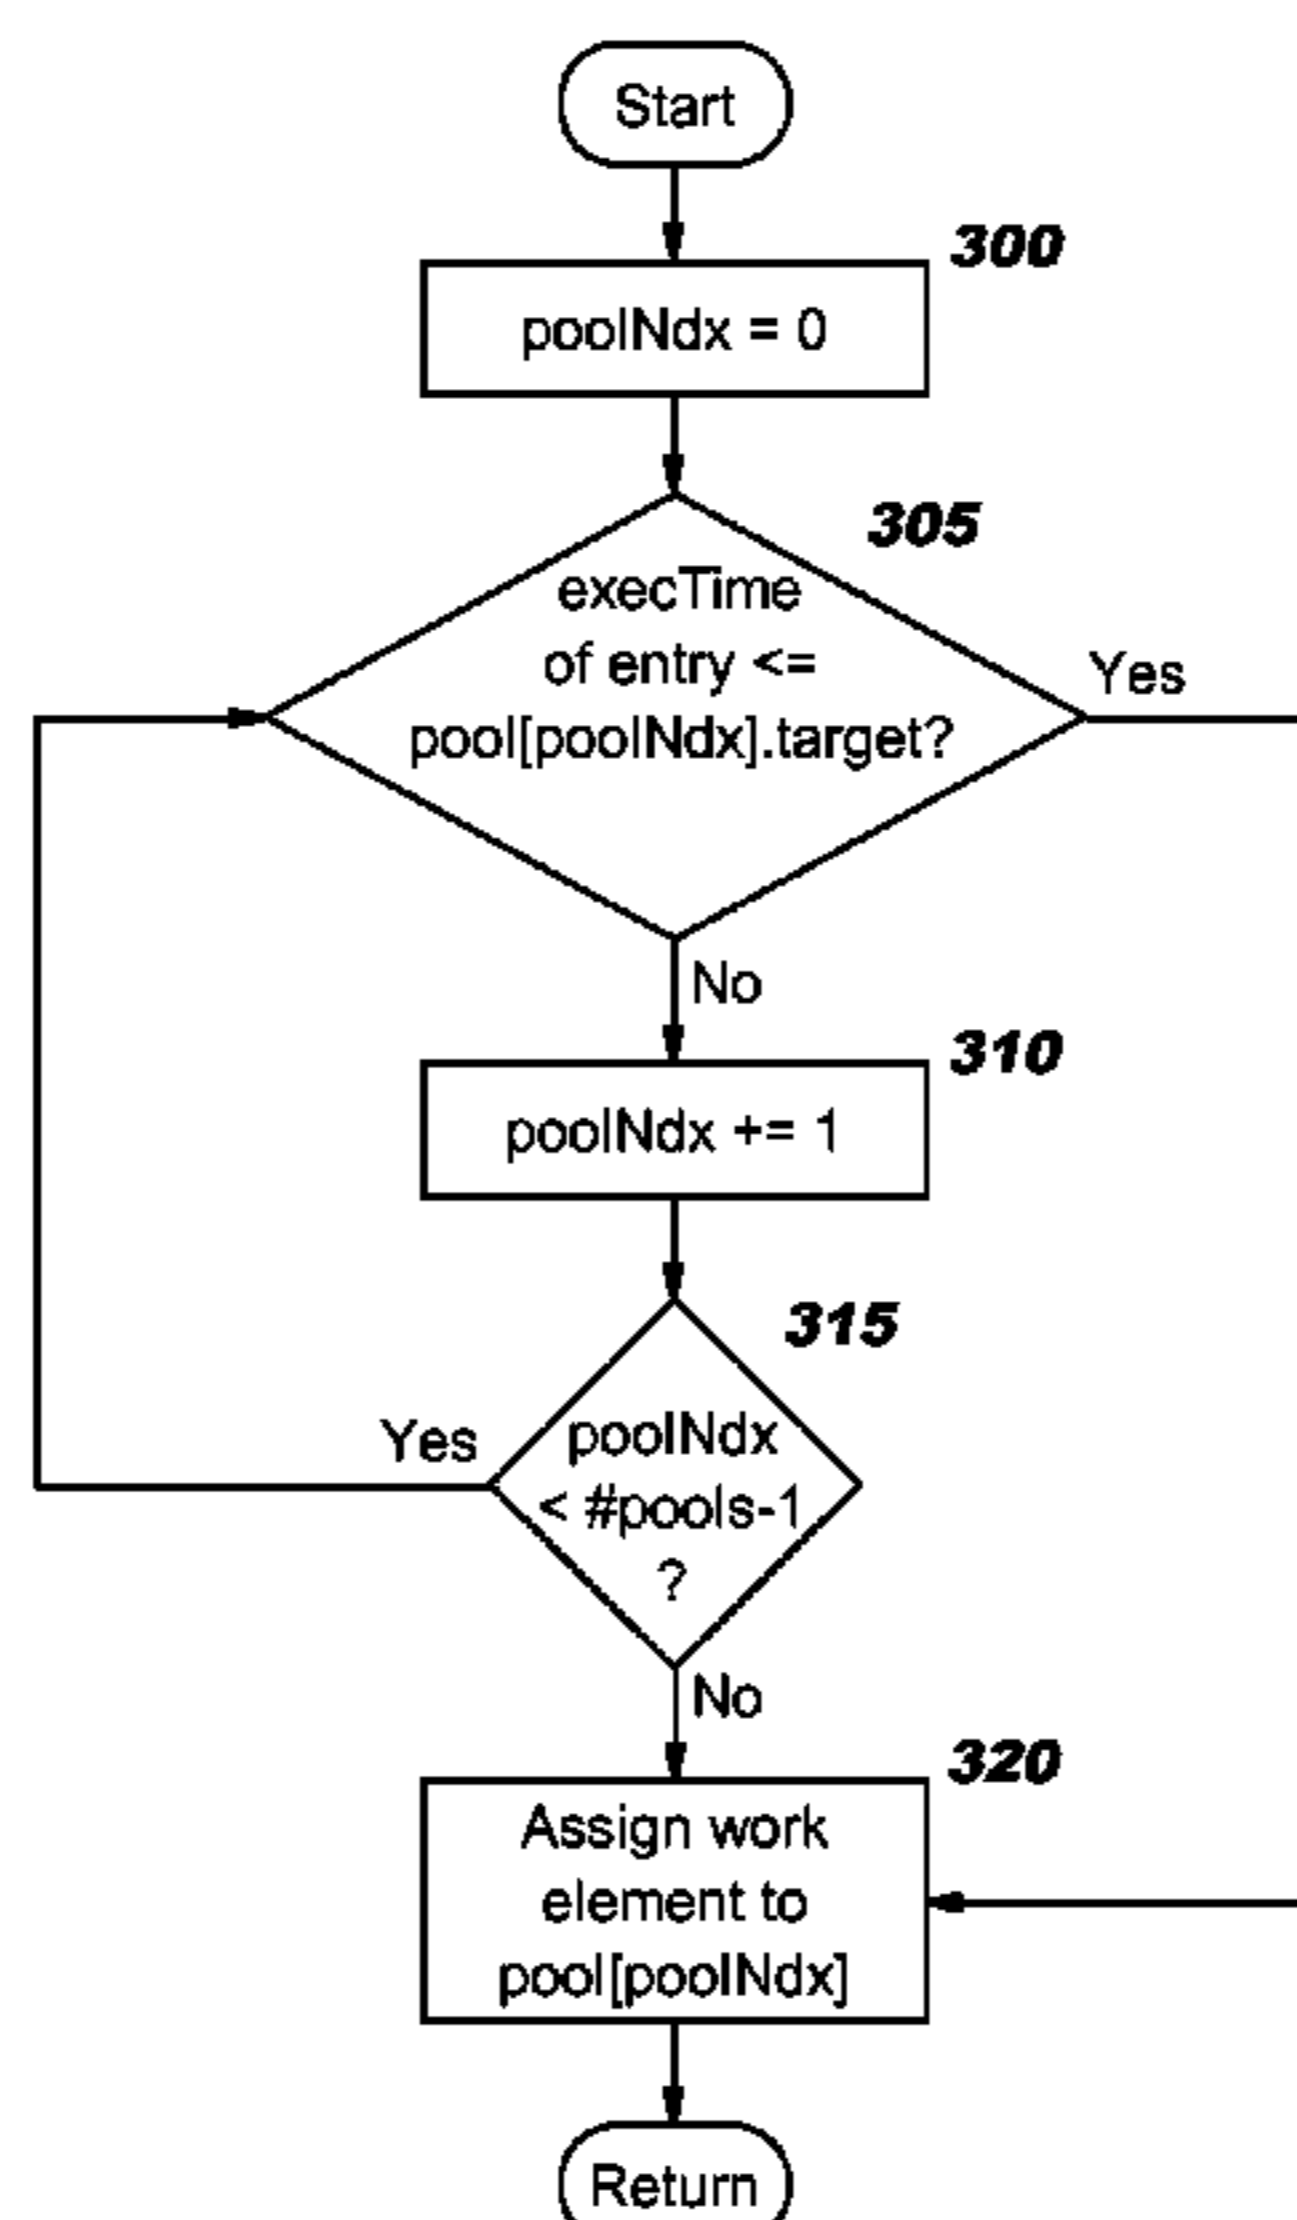 Start
300
poolNdx = 0
305
execTime
of entry <=
pool[poolNdx].target?
Yes
No
310
poolNdx += 1
315
Yes
poolNdx
< #pools-1
?
No
320
Assign work
element to
pool[poolNdx]
Return